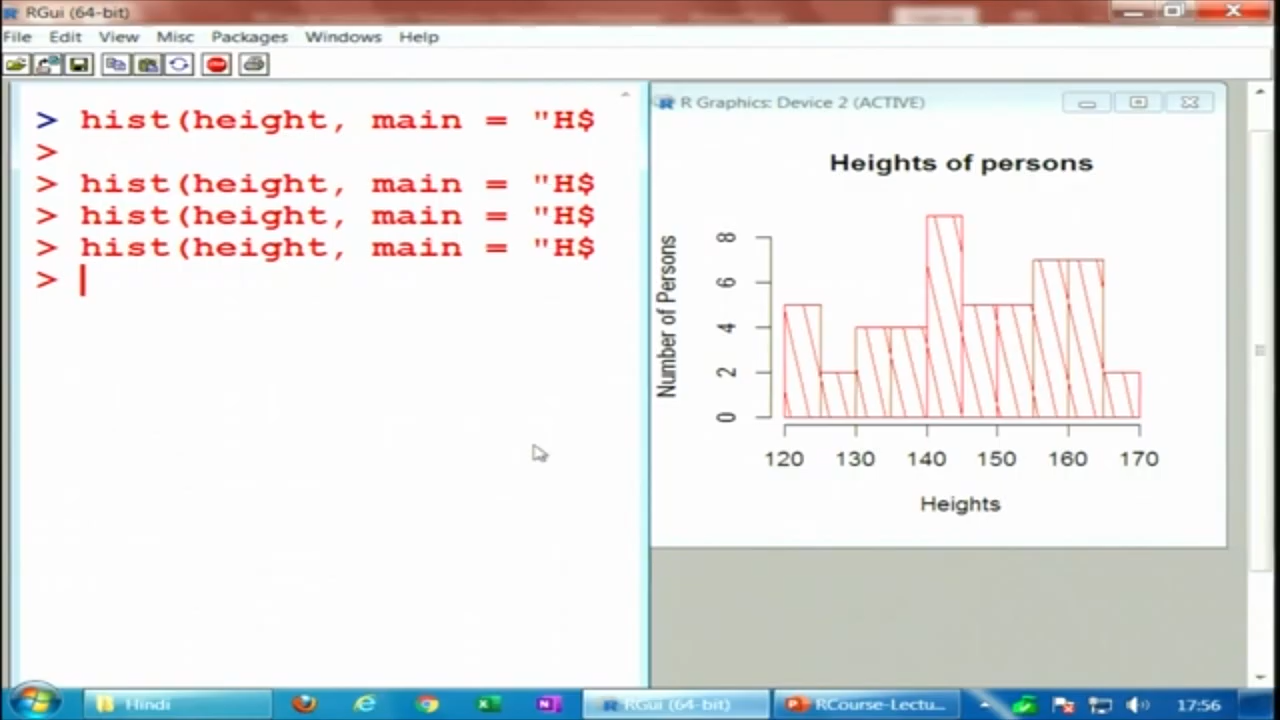 RGui (64-bit)
File Edit View Misc Packages Windows Help
STOP
> hist(height, main = "H$
>
> hist(height, main = "H$
> hist(height, main = "H$
> hist(height, main = "H$
>
R Graphics: Device 2 (ACTIVE)
Heights of persons
Number of Persons
8
6
4
2
0
120 130 140 150 160 170
Heights
Hindi
RGui (64-bit)
RCourse-Lectu...
17:56